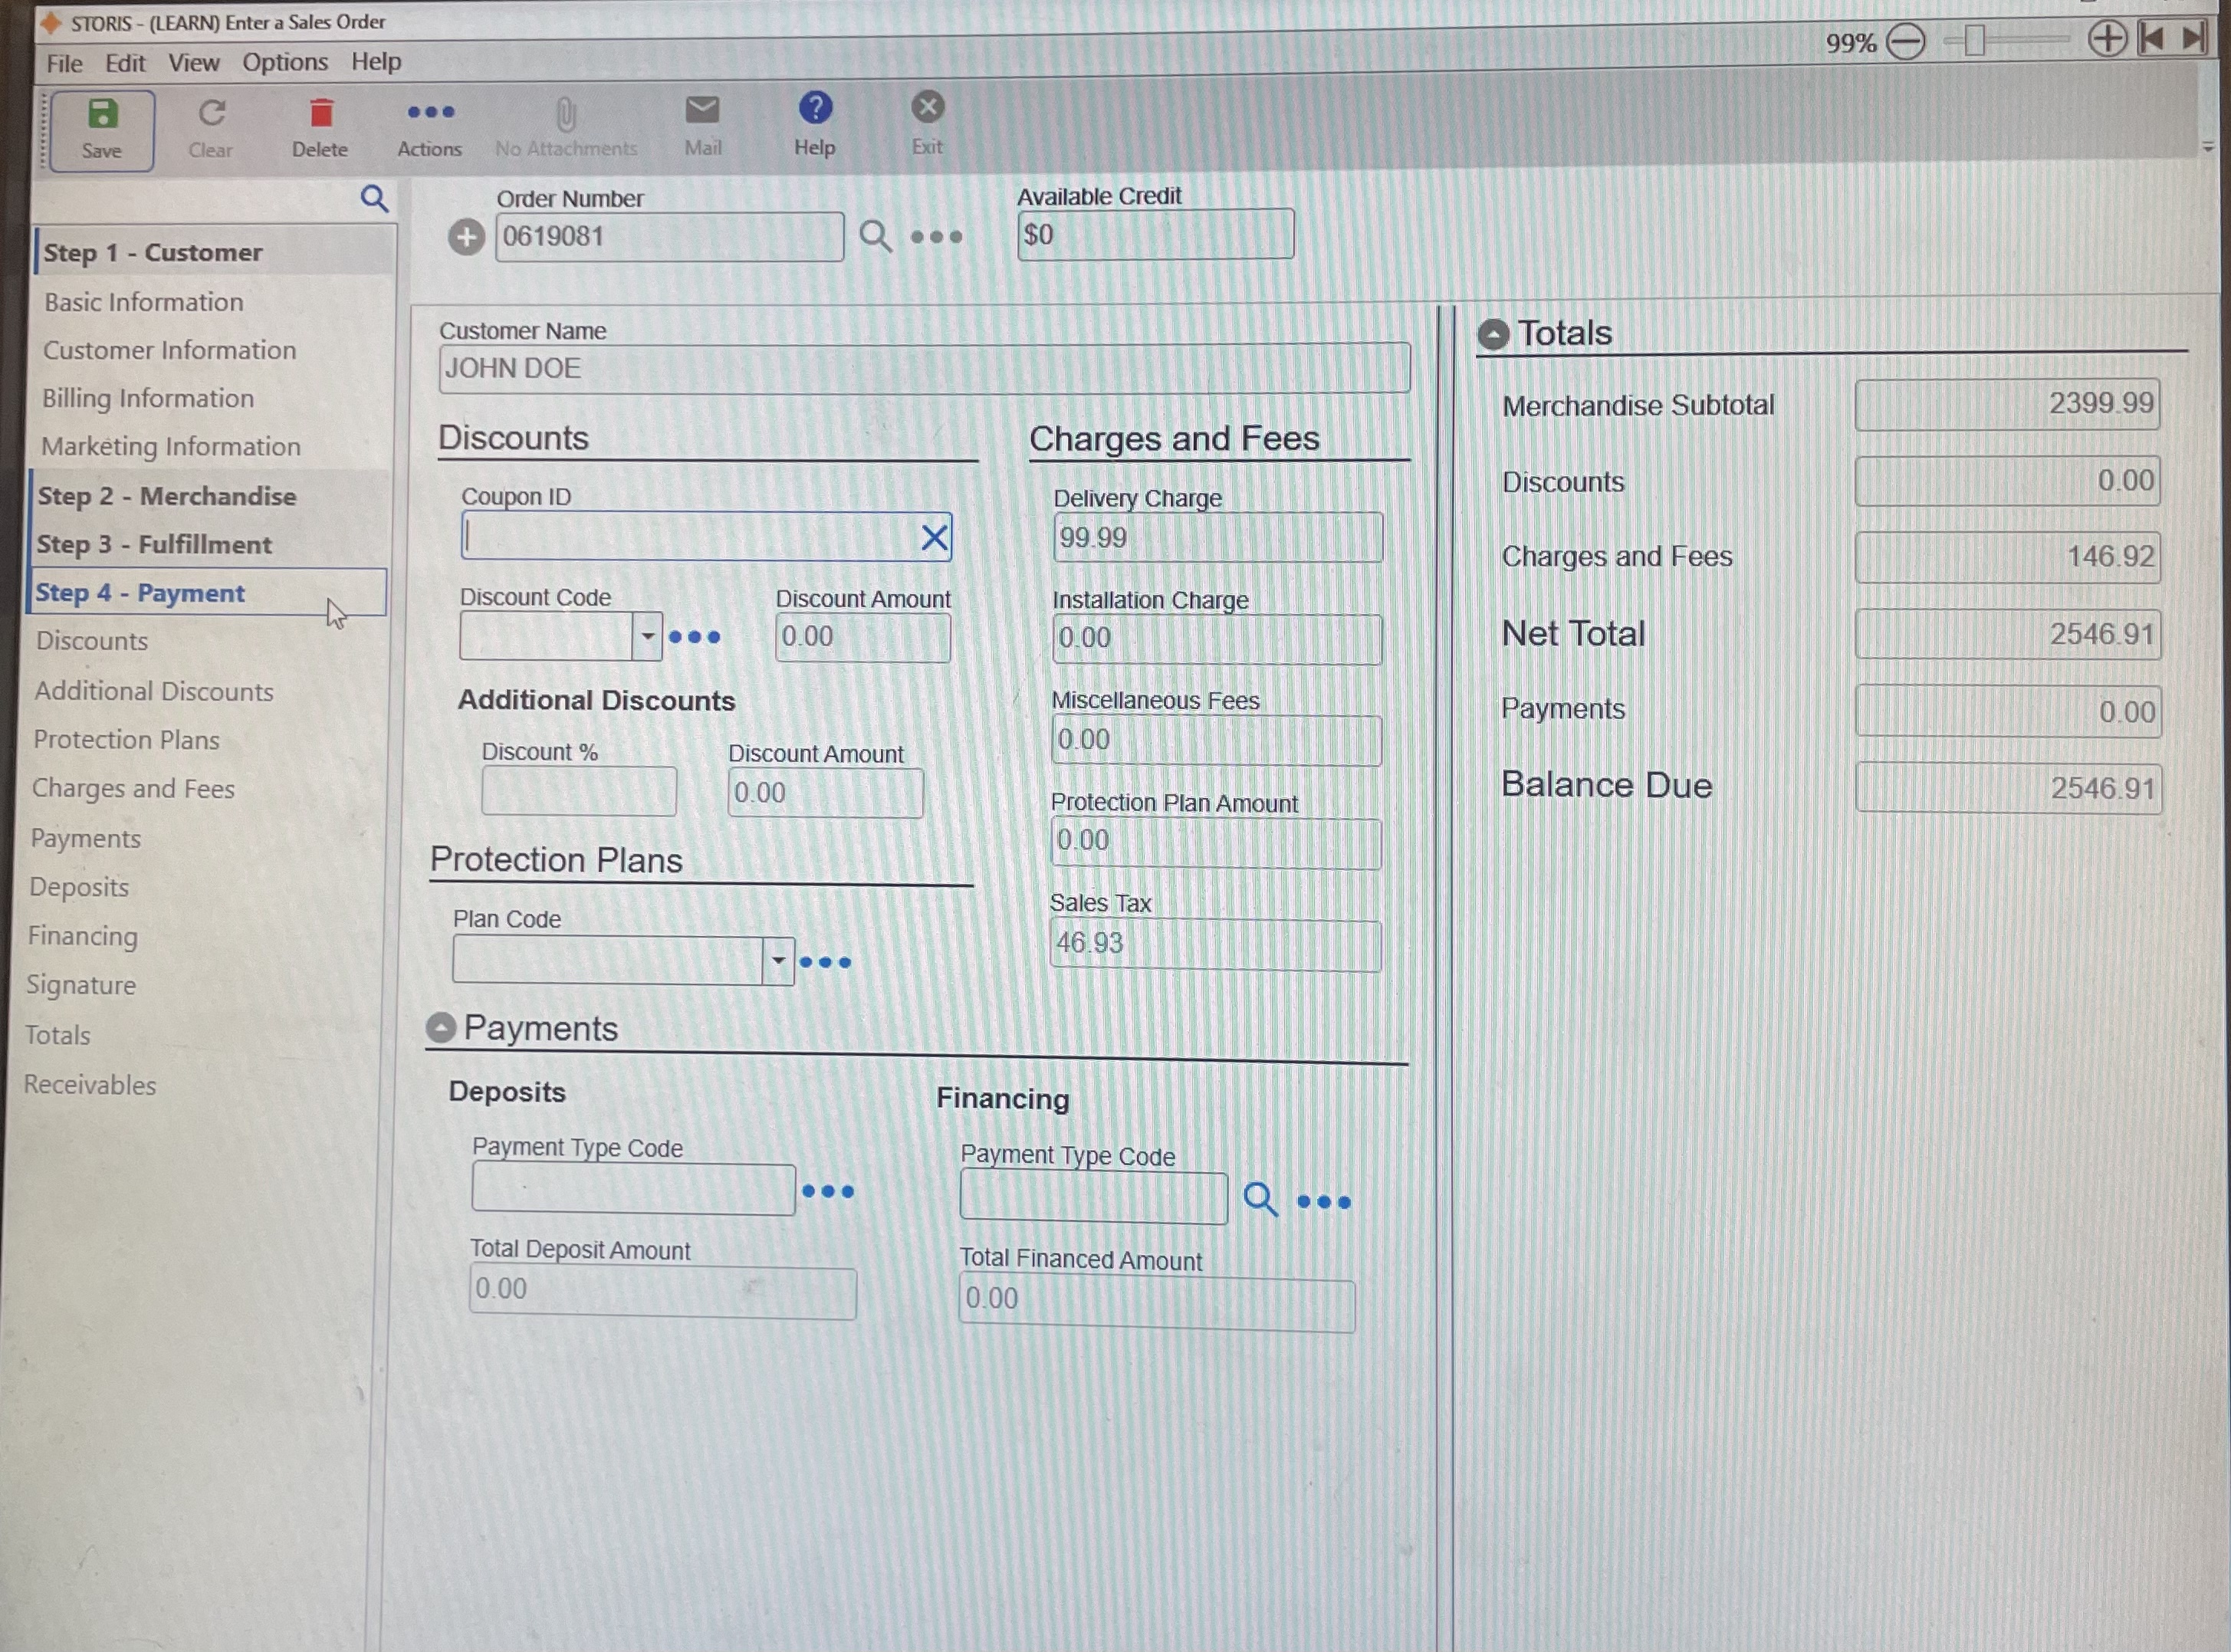 STORIS - (LEARN) Enter a Sales Order
File Edit View Options Help
99%
Save Clear Delete Actions No Attachments Mail Help Exit
Order Number
0619081
Available Credit
$0
Step 1 - Customer
Basic Information
Customer Information
Billing Information
Marketing Information
Step 2 - Merchandise
Step 3 - Fulfillment
Step 4 - Payment
Discounts
Additional Discounts
Protection Plans
Charges and Fees
Payments
Deposits
Financing
Signature
Totals
Receivables
Customer Name
JOHN DOE
Discounts
Coupon ID
Discount Code
Discount Amount
0.00
Additional Discounts
Discount %
Discount Amount
0.00
Protection Plans
Plan Code
Charges and Fees
Delivery Charge
99.99
Installation Charge
0.00
Miscellaneous Fees
0.00
Protection Plan Amount
0.00
Sales Tax
46.93
Payments
Deposits
Payment Type Code
Total Deposit Amount
0.00
Financing
Payment Type Code
Total Financed Amount
0.00
Totals
Merchandise Subtotal 2399.99
Discounts 0.00
Charges and Fees 146.92
Net Total 2546.91
Payments 0.00
Balance Due 2546.91